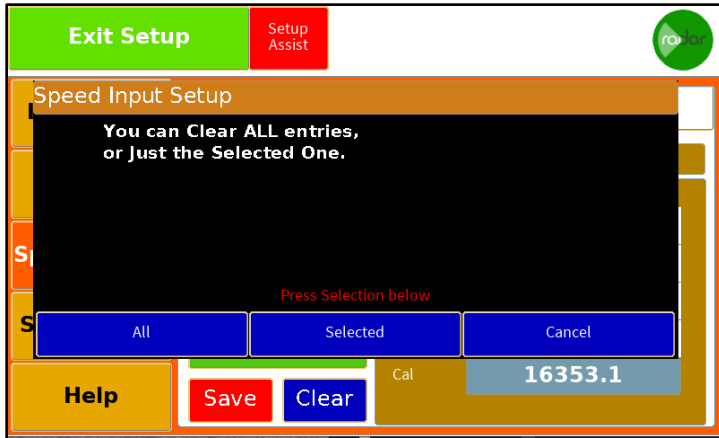 Exit Setup
Setup
Assist
radar
Speed Input Setup
You can Clear ALL entries,
or Just the Selected One.
Press Selection below
All
Selected
Cancel
Sp
S
Cal
16353.1
Help
Save
Clear